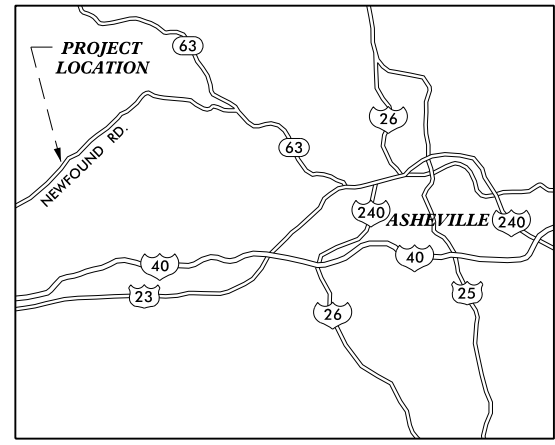 63
PROJECT
LOCATION
26
NEWFOUND RD.
63
240
ASHEVILLE
240
40
40
23
25
26